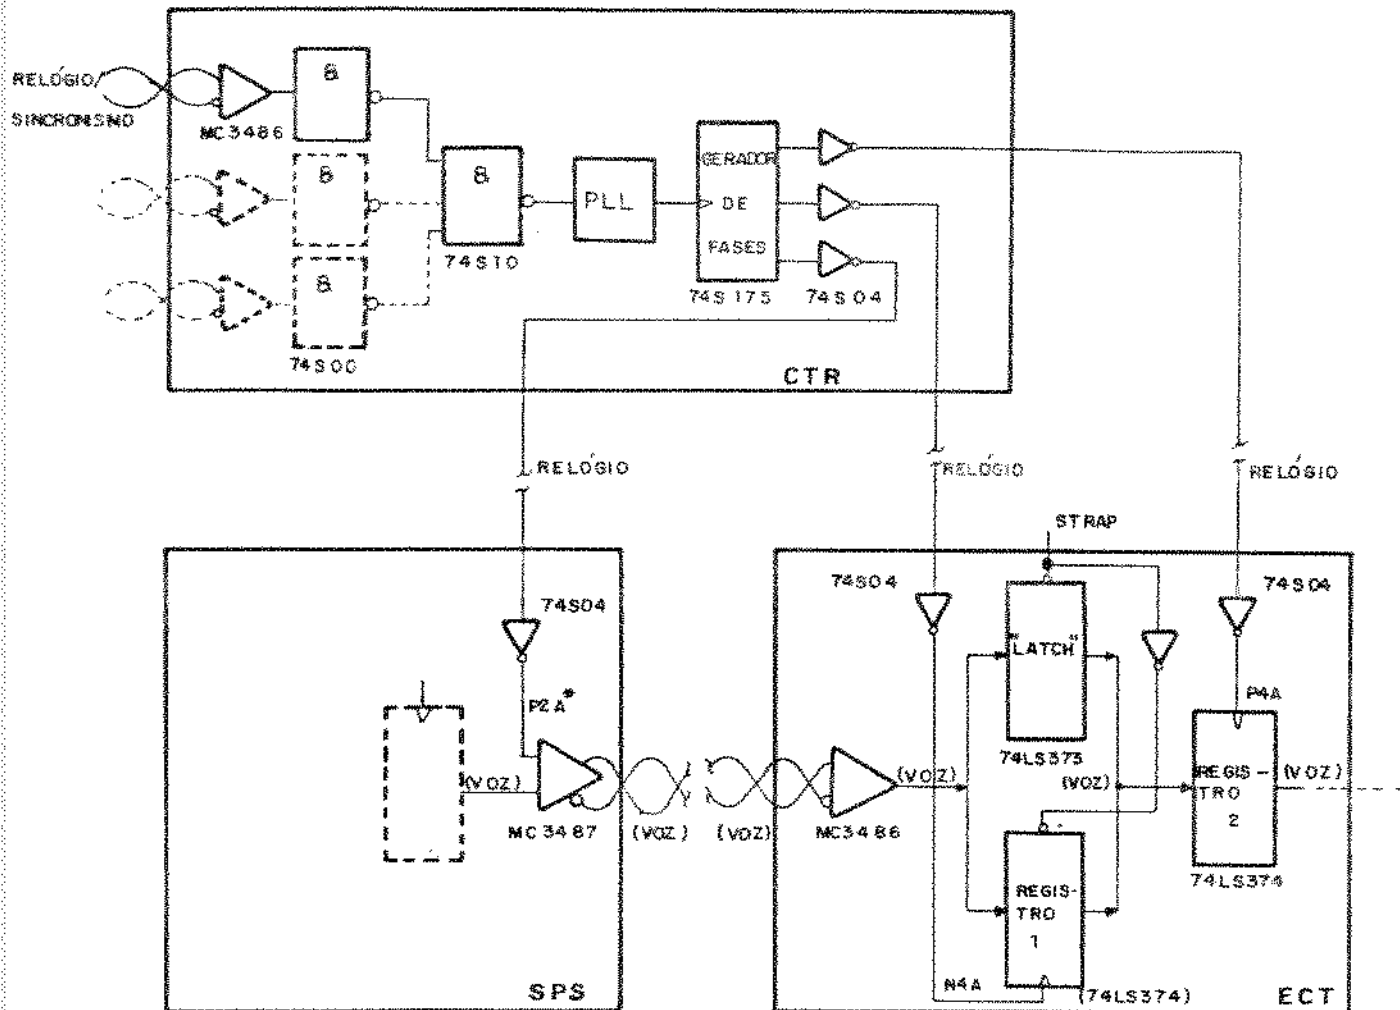 RELÓGIO/
SINCRONISMO
MC3486
&
&
&
74S00
&
74S10
PLL
GERADOR
DE
FASES
74S175
74S04
CTR
RELÓGIO
RELÓGIO
RELÓGIO
STRAP
74S04
P2A*
(VOZ)
MC3487
(VOZ)
(VOZ)
SPS
74S04
"LATCH"
74LS373
(VOZ)
(VOZ)
MC3486
REGIS-
TRO
1
N4A
(74LS374)
74S04
P4A
REGIS-
TRO
2
(VOZ)
74LS374
ECT